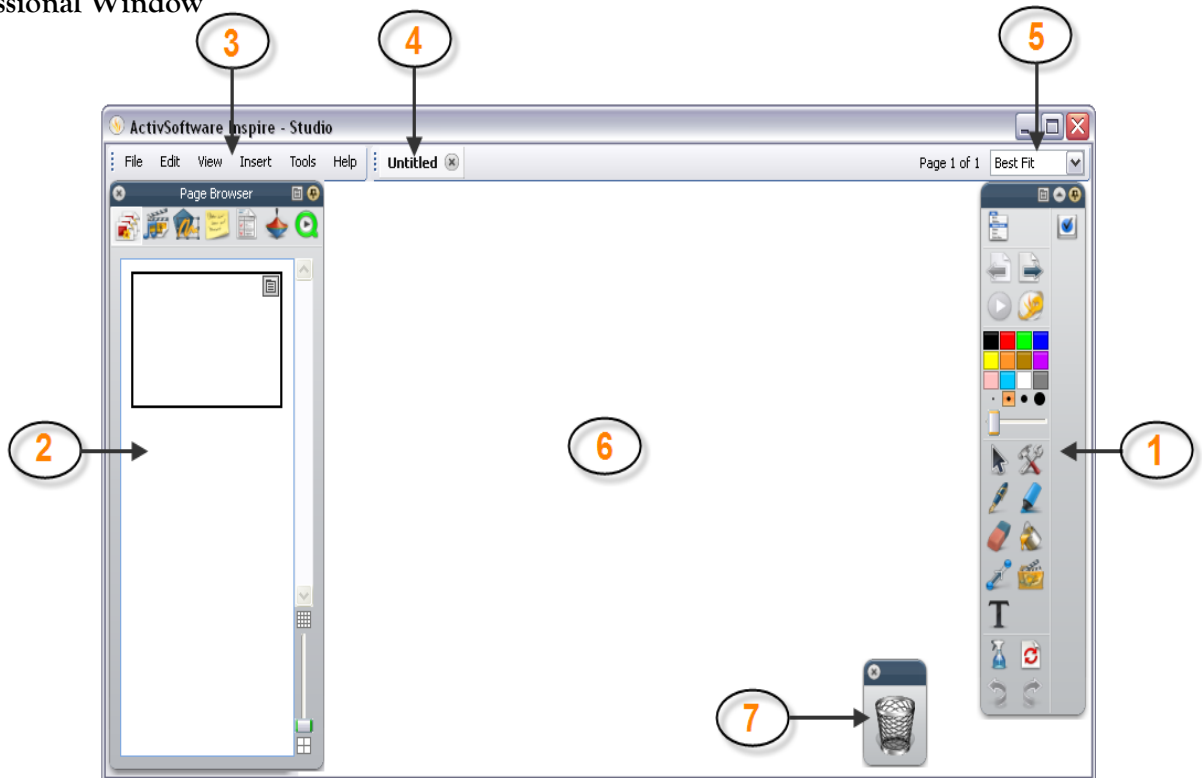 ssional Window
3
4
5
ActivSoftware Inspire - Studio
File Edit View Insert Tools Help
Untitled
Page 1 of 1
Best Fit
Page Browser
2
6
1
T
7